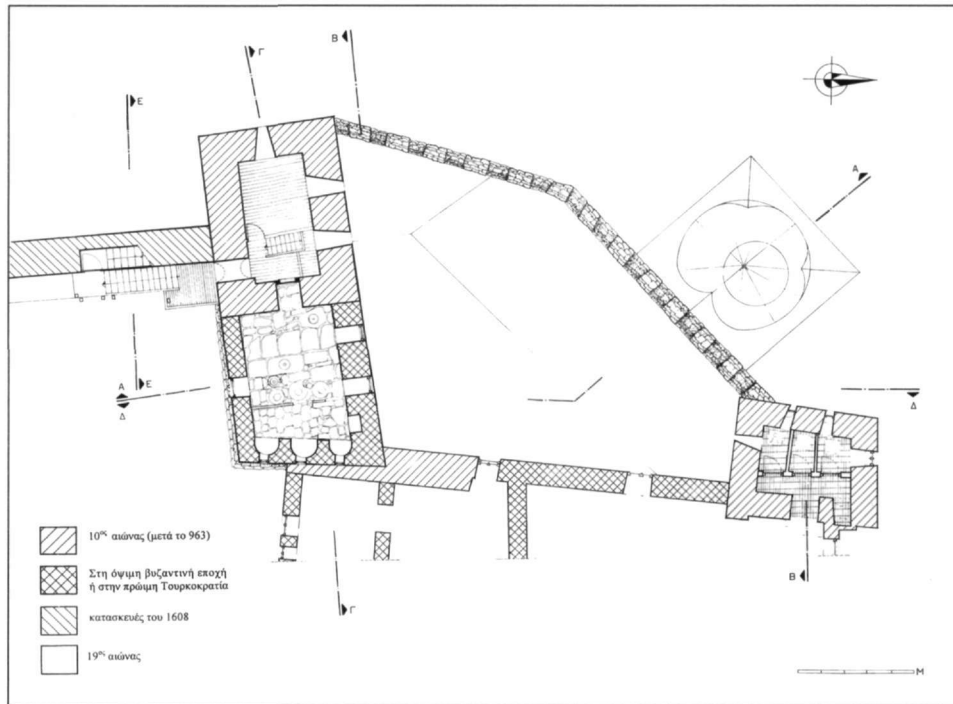 Γ
Β
Ε
Α
Ε
Α
Δ
Δ
10ος αιώνας (μετά το 963)
Στη όψιμη βυζαντινή εποχή
ή στην πρώιμη Τουρκοκρατία
κατασκευές του 1608
19ος αιώνας
Β
Γ
Μ